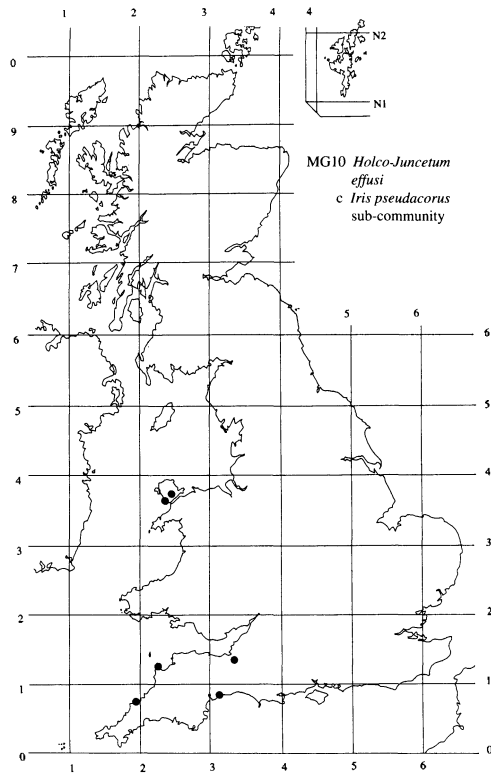 1 2 3 4 4
N2
0
N1
9
MG10 Holco-Juncetum
effusi
c Iris pseudacorus
sub-community
8
7
5 6
6 6
5 5
4 4
3 3
2 2
1 1
0 0
1 2 3 4 5 6